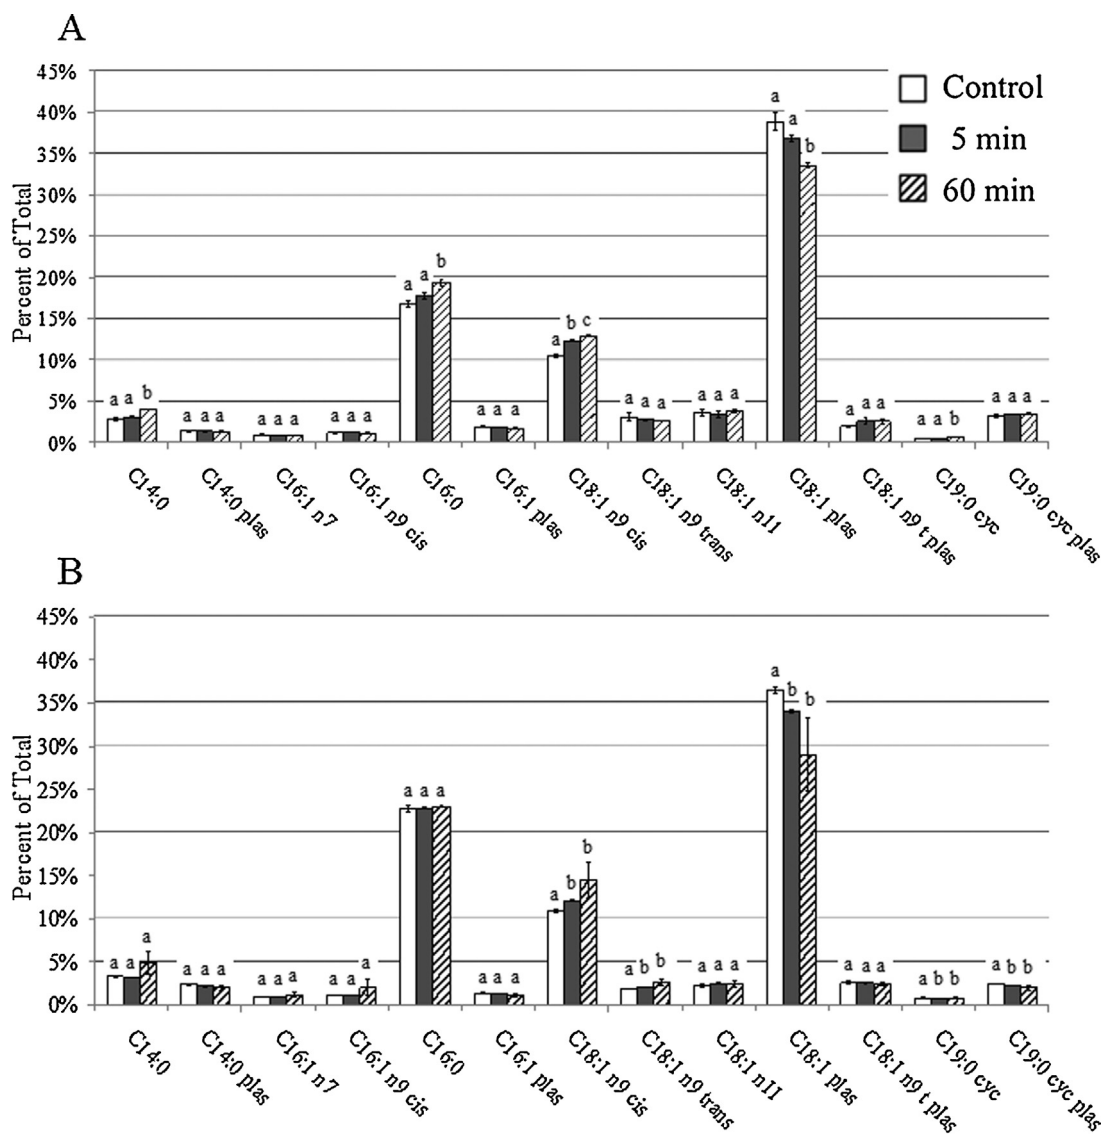 A
45%
40%
35%
30%
25%
20%
15%
10%
5%
0%
Percent of Total
Control
5 min
60 min
a a b
a a a
a a a
a a a
a a b
a a a
a b c
a a a
a a a
a a b
a a a
a a b
a a a
C14:0
C14:0 plas
C16:1 n7
C16:1 n9 cis
C16:0
C16:1 plas
C18:1 n9 cis
C18:1 n9 trans
C18:1 n11
C18:1 plas
C18:1 n9 t plas
C19:0 cyc
C19:0 cyc plas
B
45%
40%
35%
30%
25%
20%
15%
10%
5%
0%
Percent of Total
a a a
a a a
a a a
a a a
a a a
a a a
a b b
a b b
a a a
a b b
a a a
a b b
a b b
C14:0
C14:0 plas
C16:1 n7
C16:1 n9 cis
C16:0
C16:1 plas
C18:1 n9 cis
C18:1 n9 trans
C18:1 n11
C18:1 plas
C18:1 n9 t plas
C19:0 cyc
C19:0 cyc plas